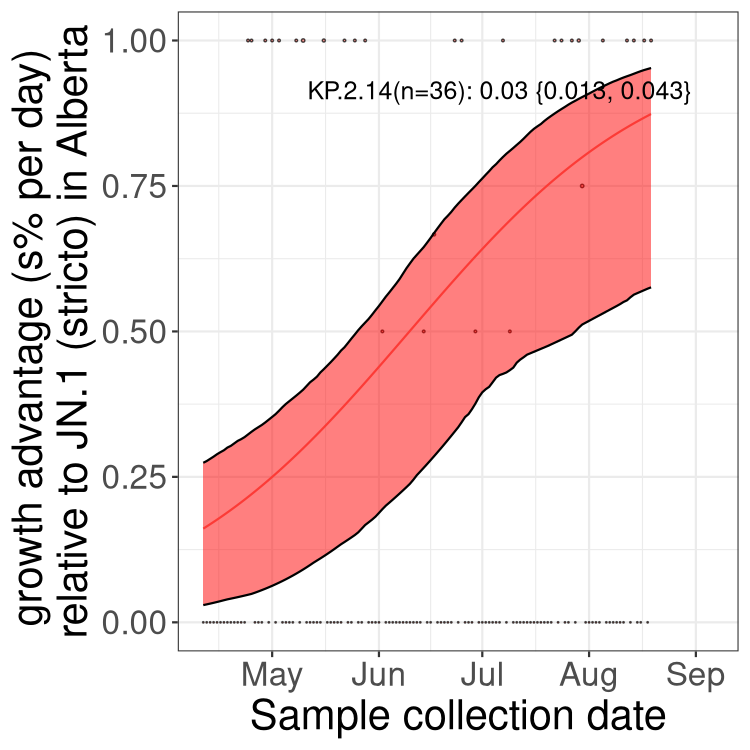 growth advantage (s% per day)
relative to JN.1 (stricto) in Alberta
1.00
0.75
0.50
0.25
0.00
KP.2.14(n=36): 0.03 {0.013, 0.043}
May Jun Jul Aug Sep
Sample collection date